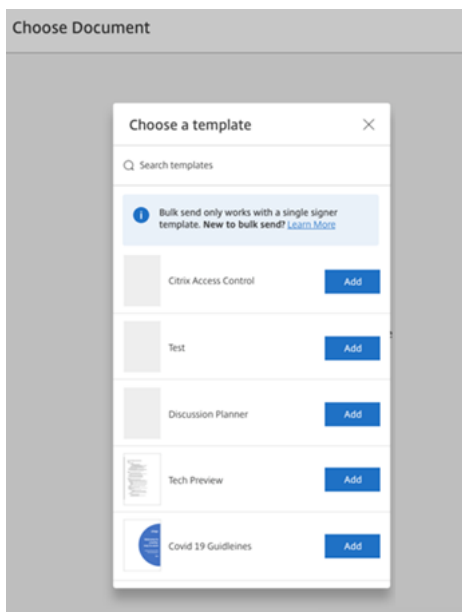 Choose Document
Choose a template
Search templates
Bulk send only works with a single signer
template. New to bulk send? Learn More
Citrix Access Control
Add
Test
Add
Discussion Planner
Add
Tech Preview
Add
Covid 19 Guidleines
Add